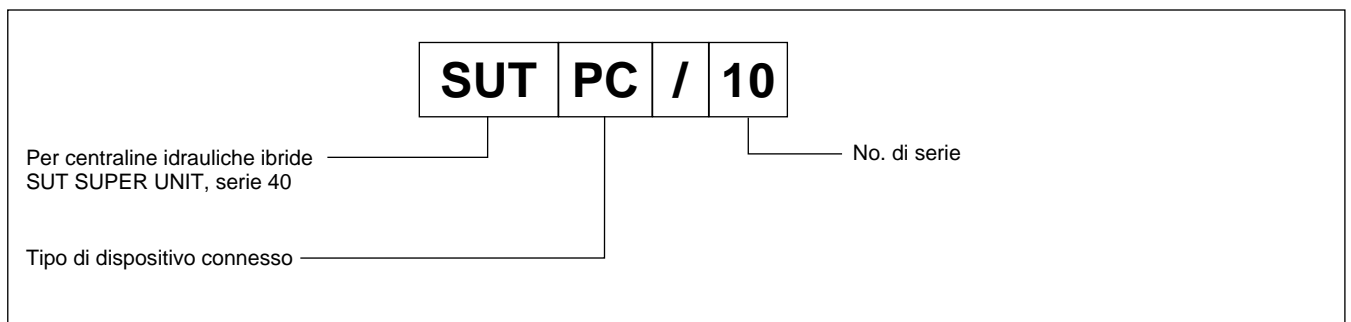 SUT PC / 10
Per centraline idrauliche ibride
SUT SUPER UNIT, serie 40
No. di serie
Tipo di dispositivo connesso